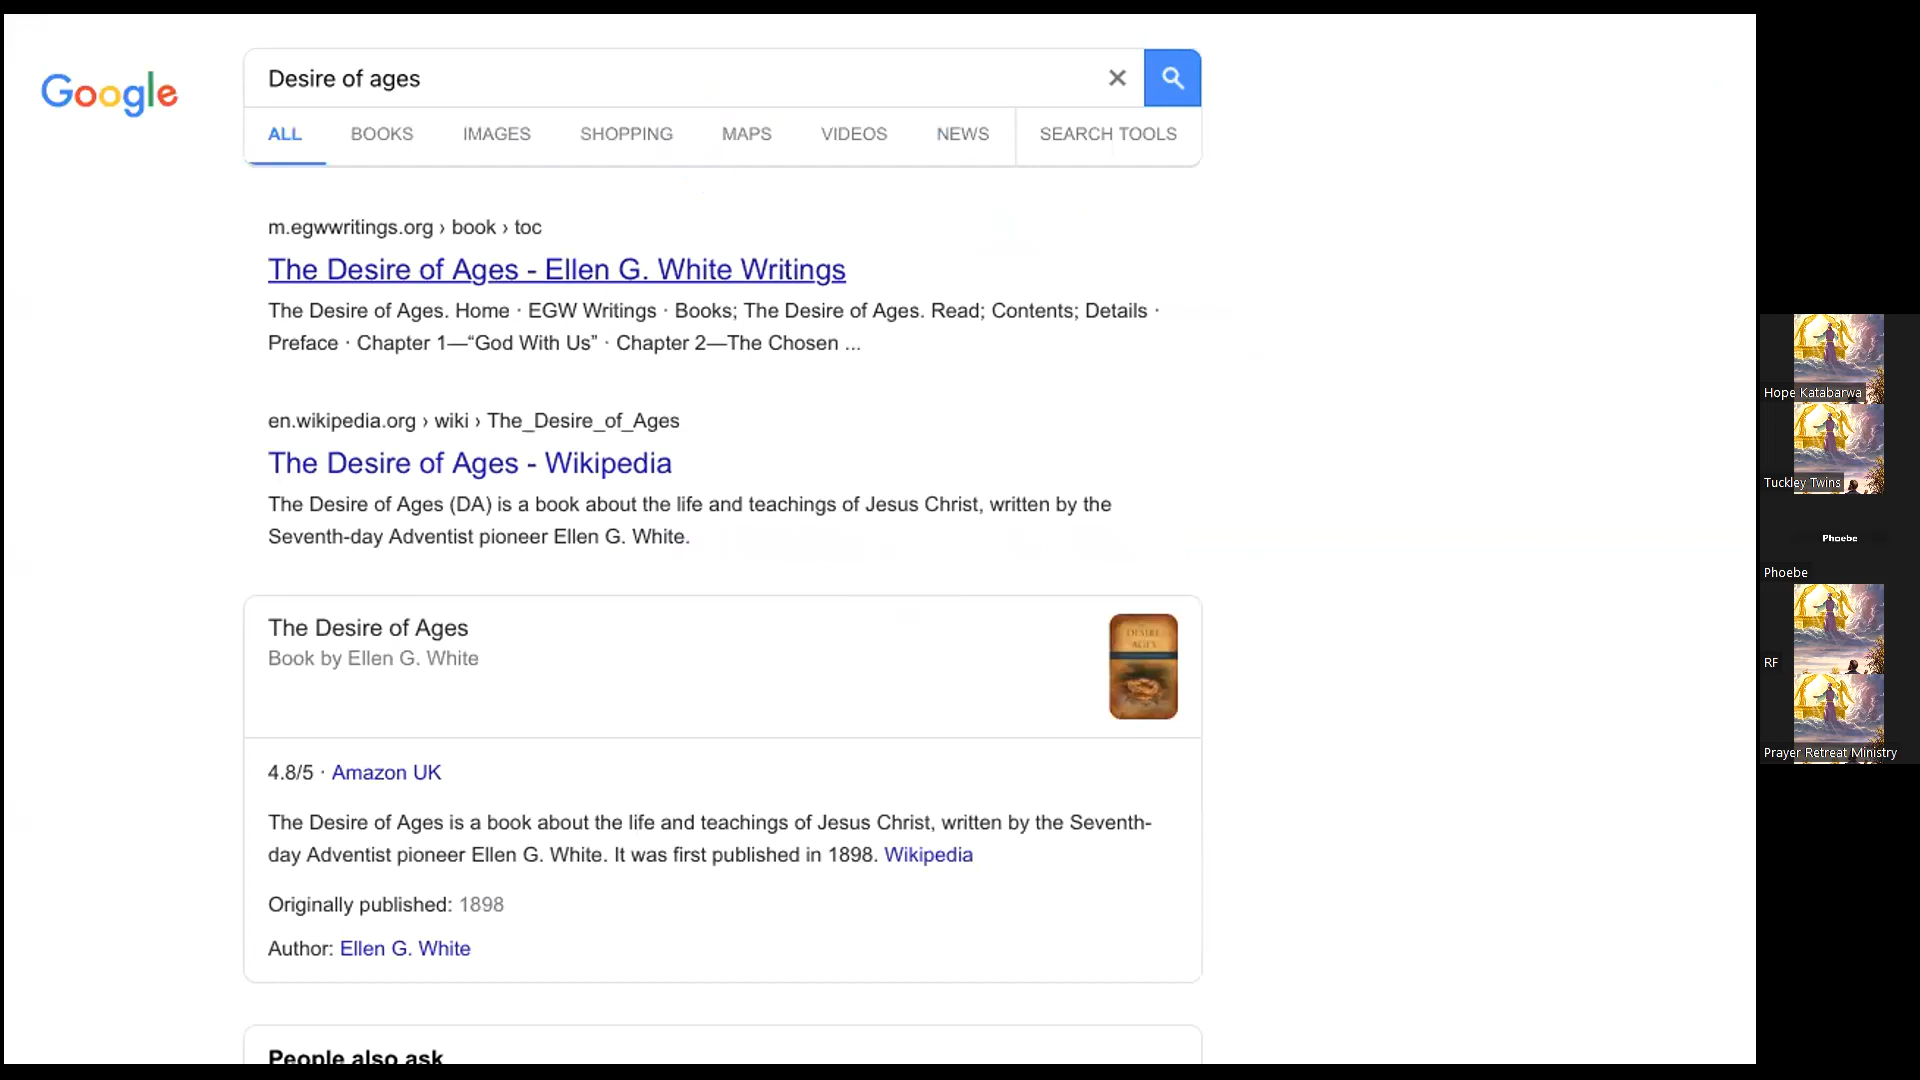 Google
Desire of ages
ALL BOOKS IMAGES SHOPPING MAPS VIDEOS NEWS SEARCH TOOLS
m.egwwritings.org › book › toc
The Desire of Ages - Ellen G. White Writings
The Desire of Ages. Home · EGW Writings · Books; The Desire of Ages. Read; Contents; Details ·
Preface · Chapter 1—“God With Us” · Chapter 2—The Chosen ...
en.wikipedia.org › wiki › The_Desire_of_Ages
The Desire of Ages - Wikipedia
The Desire of Ages (DA) is a book about the life and teachings of Jesus Christ, written by the
Seventh-day Adventist pioneer Ellen G. White.
The Desire of Ages
Book by Ellen G. White
DESIRE
AGES
4.8/5 · Amazon UK
The Desire of Ages is a book about the life and teachings of Jesus Christ, written by the Seventh-
day Adventist pioneer Ellen G. White. It was first published in 1898. Wikipedia
Originally published: 1898
Author: Ellen G. White
People also ask
Hope Katabarwa
Tuckley Twins
Phoebe
Phoebe
RF
Prayer Retreat Ministry